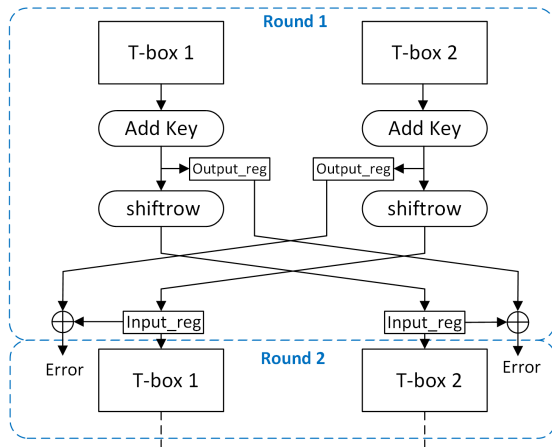 Round 1
T-box 1
T-box 2
Add Key
Add Key
Output_reg
Output_reg
shiftrow
shiftrow
Input_reg
Input_reg
Error
Round 2
Error
T-box 1
T-box 2